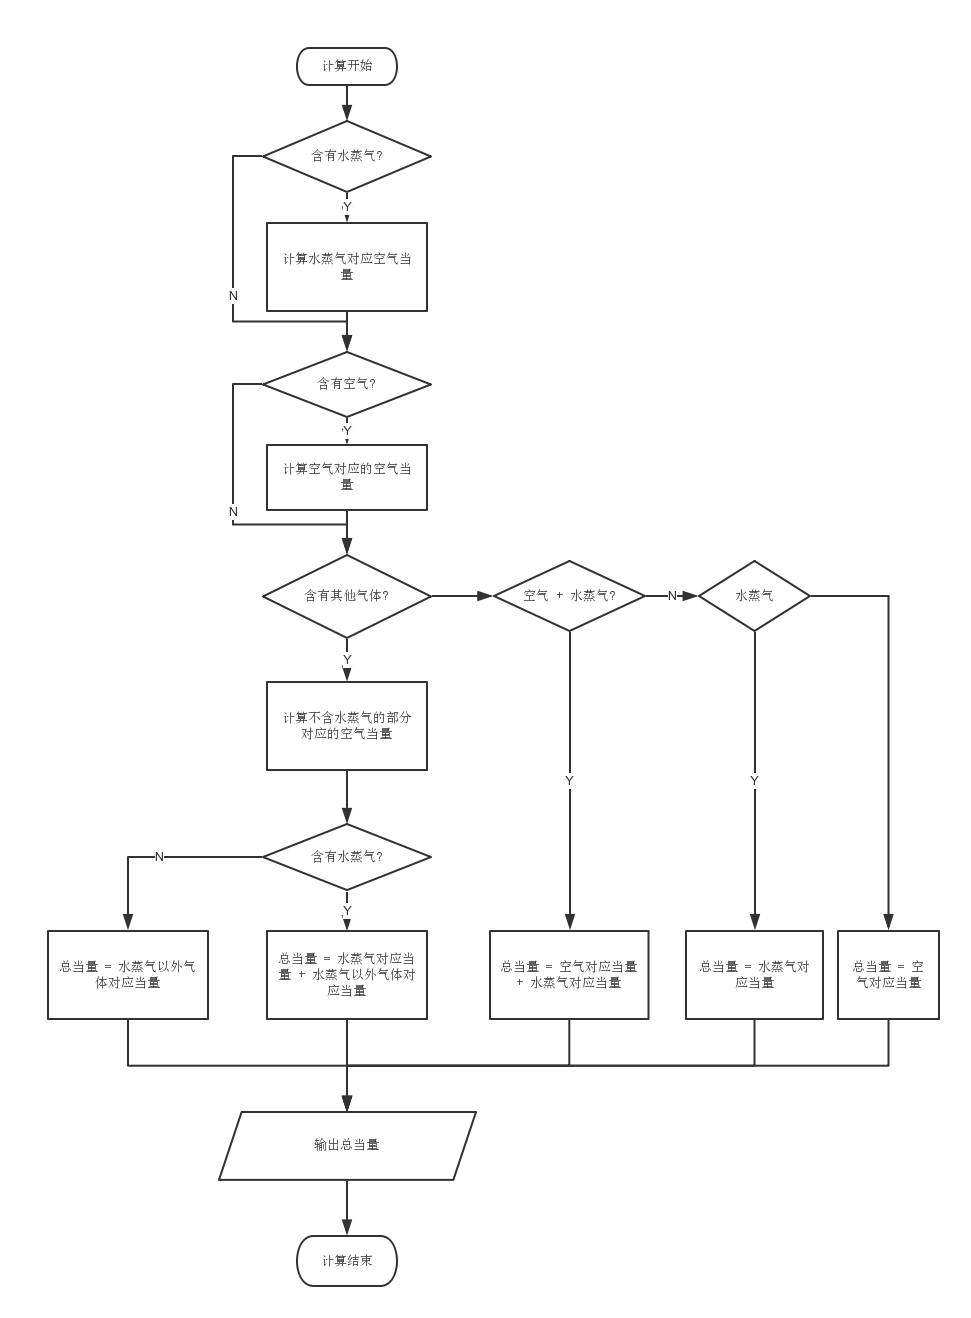 计算开始
含有水蒸气?
Y
计算水蒸气对应空气当
量
N
含有空气?
Y
计算空气对应的空气当
量
N
含有其他气体?
空气 + 水蒸气?
N
水蒸气
Y
计算不含水蒸气的部分
对应的空气当量
Y
Y
含有水蒸气?
N
Y
总当量 = 水蒸气以外气
体对应当量
总当量 = 水蒸气对应当
量 + 水蒸气以外气体对
应当量
总当量 = 空气对应当量
+ 水蒸气对应当量
总当量 = 水蒸气对
应当量
总当量 = 空
气对应当量
输出总当量
计算结束